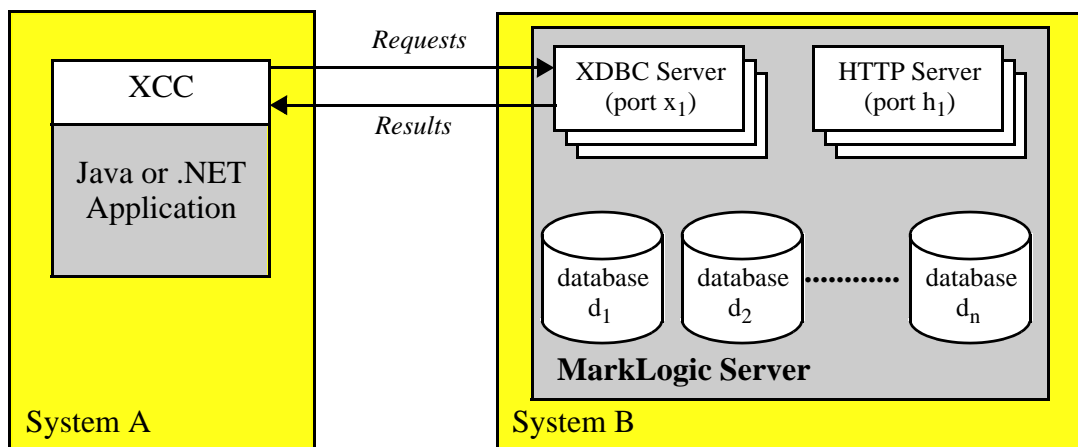 XCC
Java or .NET
Application
System A
Requests
Results
XDBC Server
(port x1)
HTTP Server
(port h1)
database
d1
database
d2
database
dn
MarkLogic Server
System B